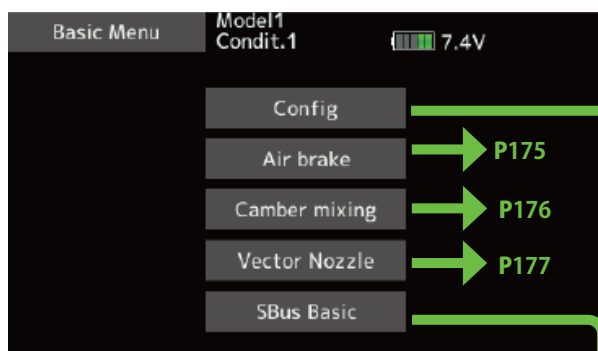 Basic Menu
Model1
Condit.1
7.4V
Config
Air brake
P175
Camber mixing
P176
Vector Nozzle
P177
SBus Basic